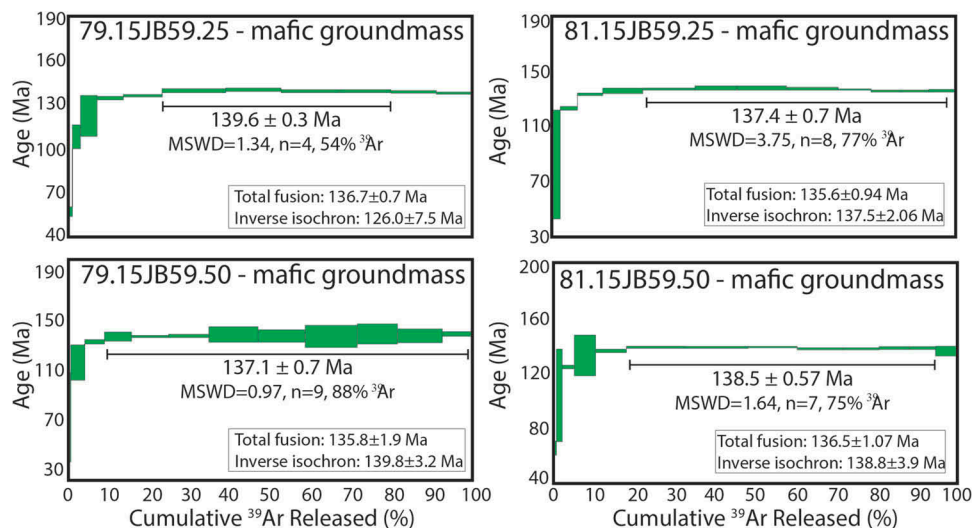 79.15JB59.25 - mafic groundmass
Age (Ma)
190
160
130
100
70
40
139.6 ± 0.3 Ma
MSWD=1.34, n=4, 54% ³⁹Ar
Total fusion: 136.7±0.7 Ma
Inverse isochron: 126.0±7.5 Ma
81.15JB59.25 - mafic groundmass
Age (Ma)
190
150
110
70
30
137.4 ± 0.7 Ma
MSWD=3.75, n=8, 77% ³⁹Ar
Total fusion: 135.6±0.94 Ma
Inverse isochron: 137.5±2.06 Ma
79.15JB59.50 - mafic groundmass
Age (Ma)
190
150
110
70
30
137.1 ± 0.7 Ma
MSWD=0.97, n=9, 88% ³⁹Ar
Total fusion: 135.8±1.9 Ma
Inverse isochron: 139.8±3.2 Ma
0 10 20 30 40 50 60 70 80 90 100
Cumulative ³⁹Ar Released (%)
81.15JB59.50 - mafic groundmass
Age (Ma)
200
160
120
80
40
138.5 ± 0.57 Ma
MSWD=1.64, n=7, 75% ³⁹Ar
Total fusion: 136.5±1.07 Ma
Inverse isochron: 138.8±3.9 Ma
0 10 20 30 40 50 60 70 80 90 100
Cumulative ³⁹Ar Released (%)